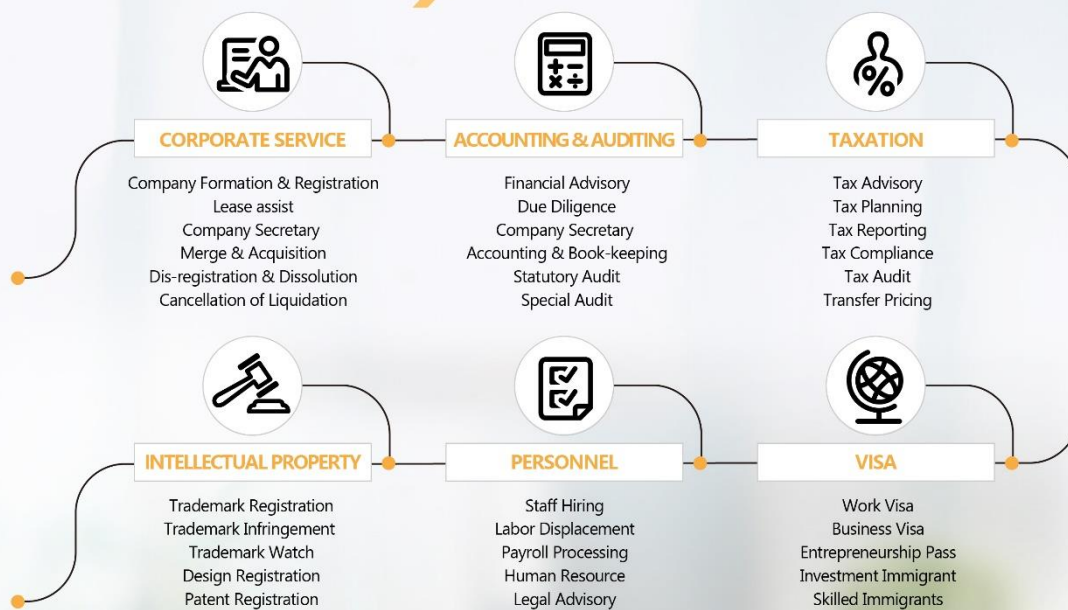 CORPORATE SERVICE
Company Formation & Registration
Lease assist
Company Secretary
Merge & Acquisition
Dis-registration & Dissolution
Cancellation of Liquidation
ACCOUNTING & AUDITING
Financial Advisory
Due Diligence
Company Secretary
Accounting & Book-keeping
Statutory Audit
Special Audit
TAXATION
Tax Advisory
Tax Planning
Tax Reporting
Tax Compliance
Tax Audit
Transfer Pricing
INTELLECTUAL PROPERTY
Trademark Registration
Trademark Infringement
Trademark Watch
Design Registration
Patent Registration
PERSONNEL
Staff Hiring
Labor Displacement
Payroll Processing
Human Resource
Legal Advisory
VISA
Work Visa
Business Visa
Entrepreneurship Pass
Investment Immigrant
Skilled Immigrants